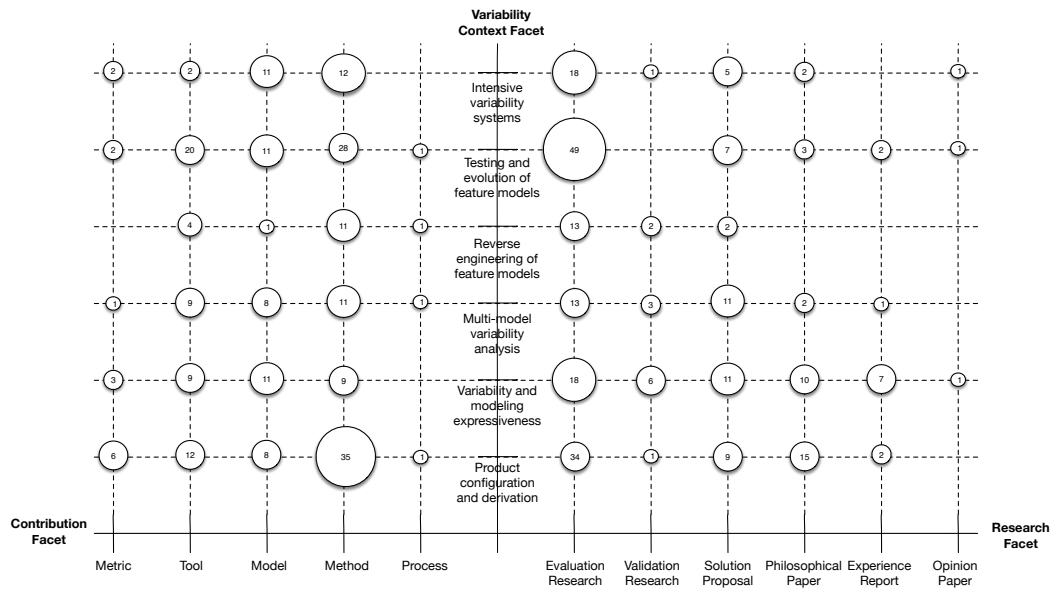 Variability
Context Facet
2 2 11 12 18 1 5 2 1
Intensive
variability
systems
2 20 11 28 1 49 7 3 2 1
Testing and
evolution of
feature models
4 1 11 1 13 2 2
Reverse
engineering of
feature models
1 9 8 11 1 13 3 11 2 1
Multi-model
variability
analysis
3 9 11 9 18 6 11 10 7 1
Variability and
modeling
expressiveness
6 12 8 35 1 34 1 9 15 2
Product
configuration
and derivation
Contribution
Facet
Research
Facet
Metric Tool Model Method Process
Evaluation Validation Solution Philosophical Experience Opinion
Research Research Proposal Paper Report Paper